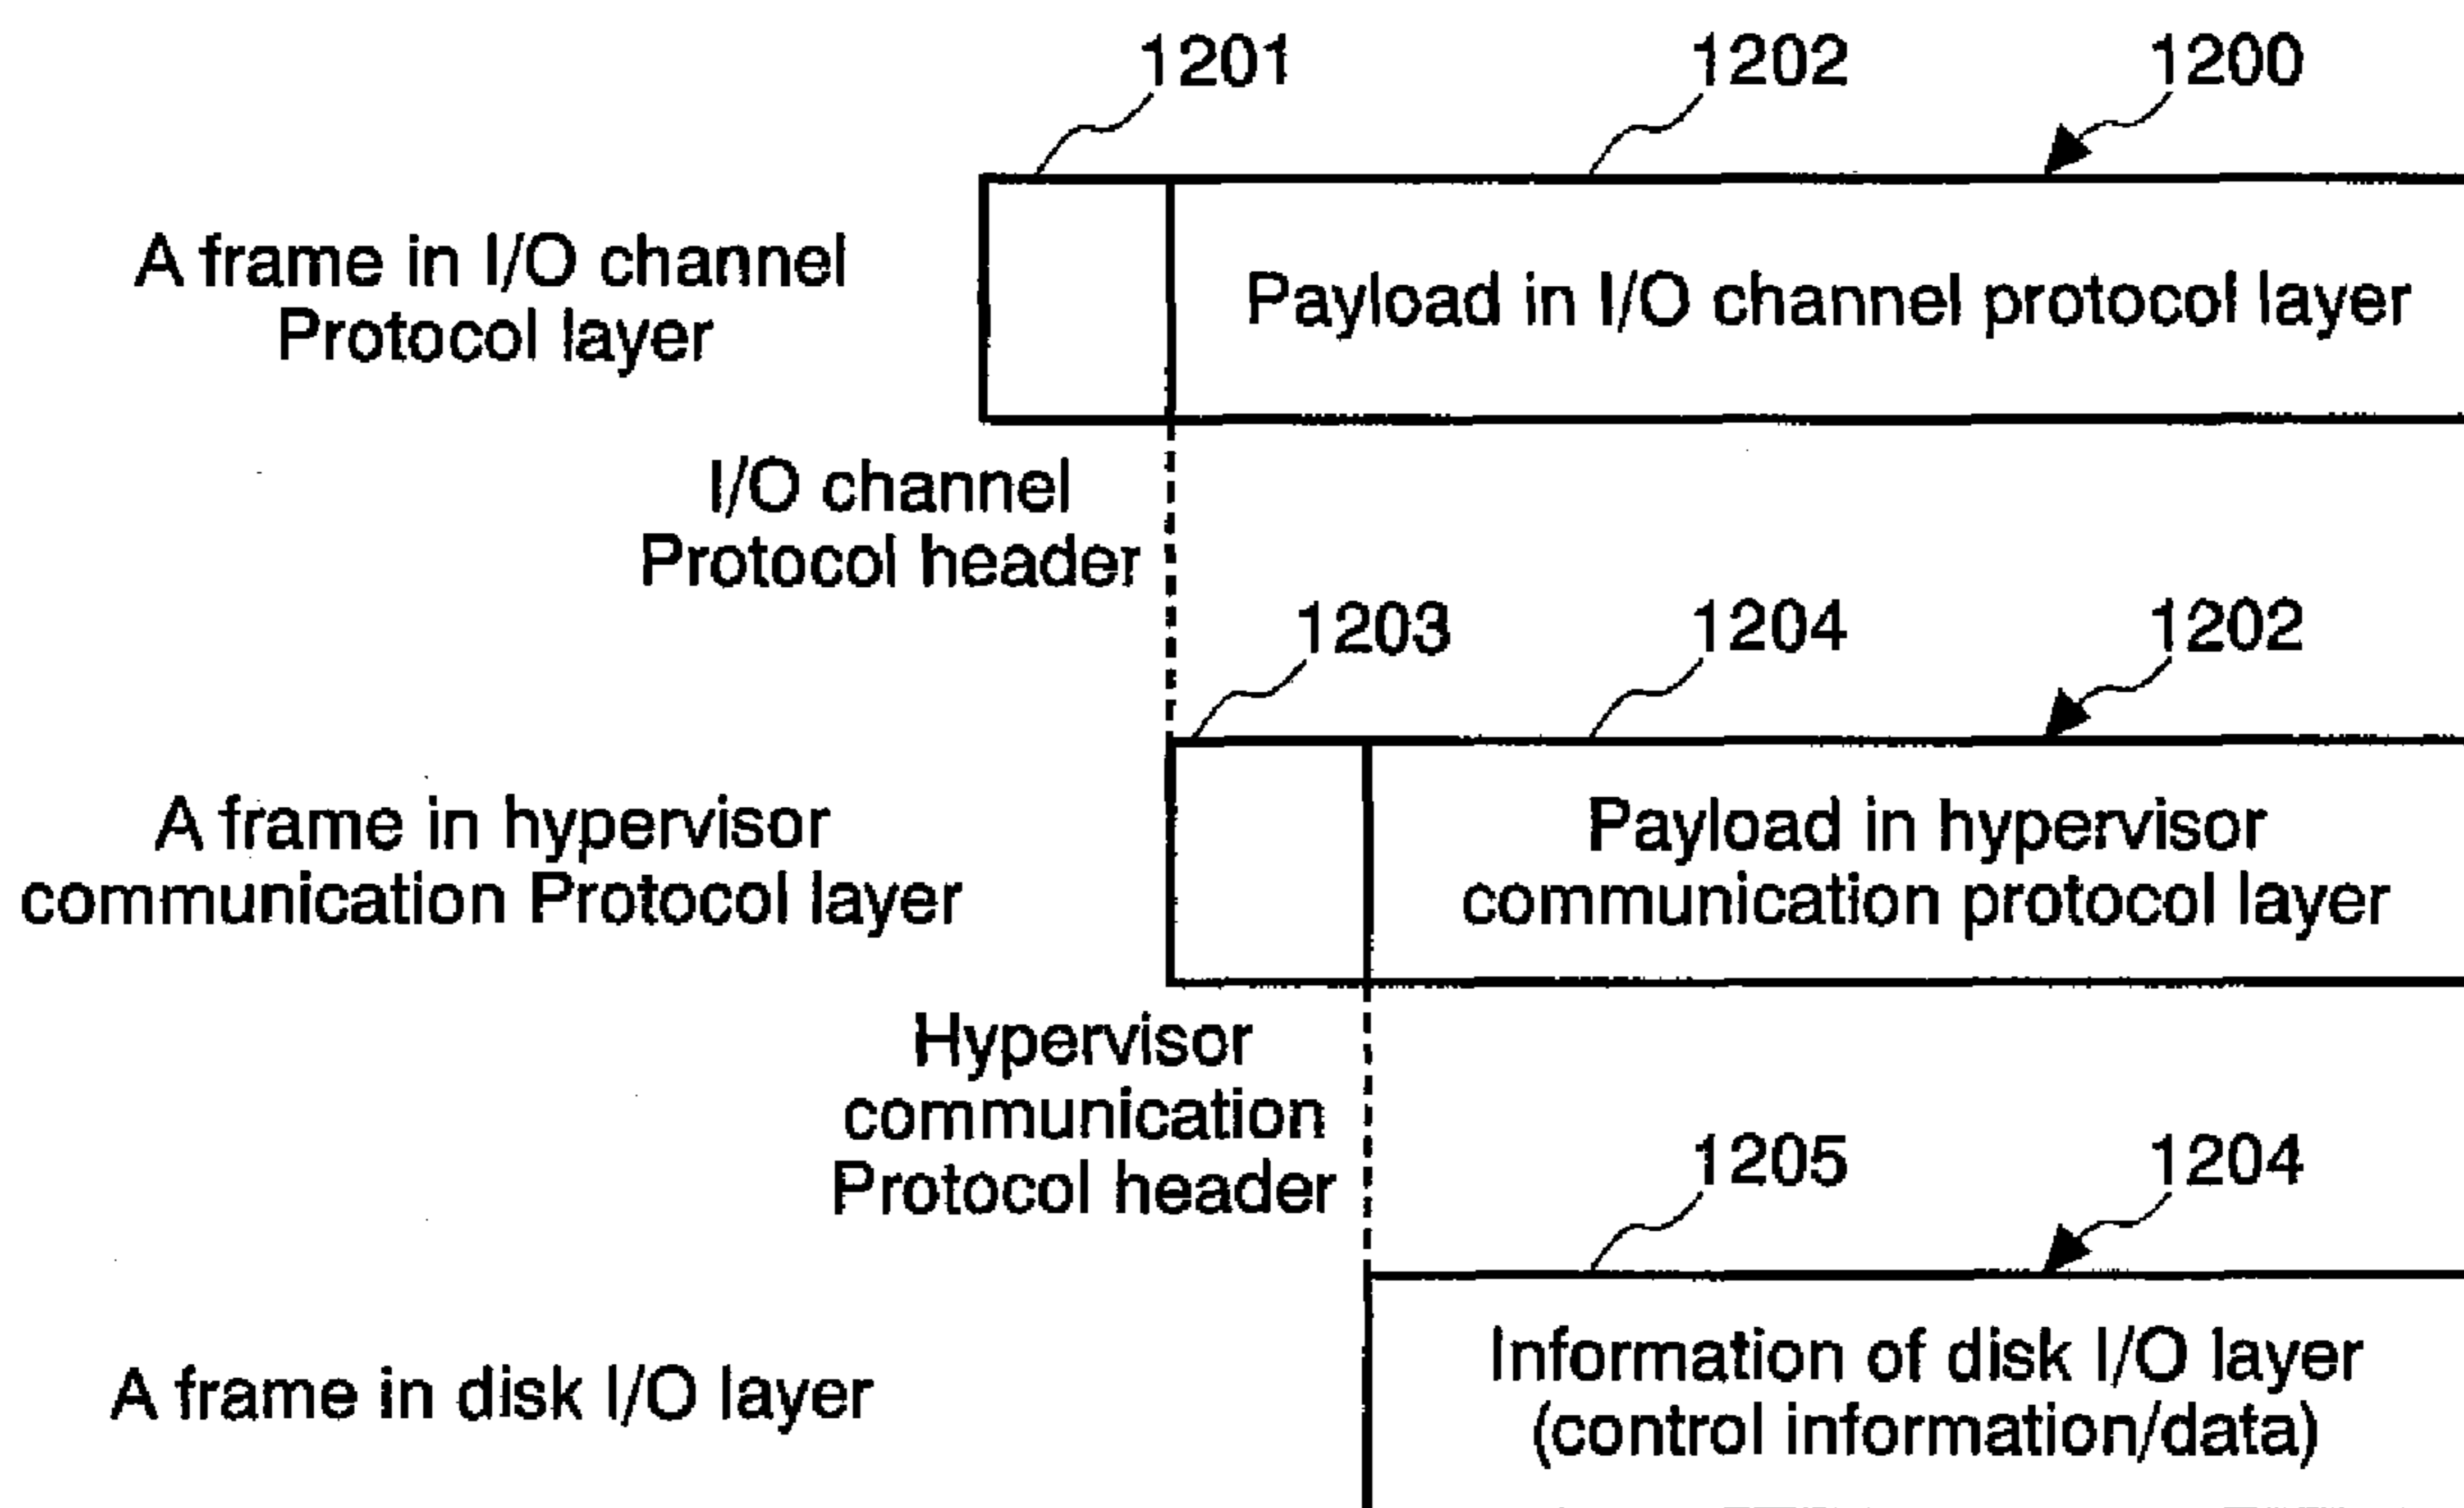 1201
1202
1200
A frame in I/O channel
Protocol layer
Payload in I/O channel protocol layer
I/O channel
Protocol header
1203
1204
1202
A frame in hypervisor
communication Protocol layer
Payload in hypervisor
communication protocol layer
Hypervisor
communication
Protocol header
1205
1204
A frame in disk I/O layer
Information of disk I/O layer
(control information/data)